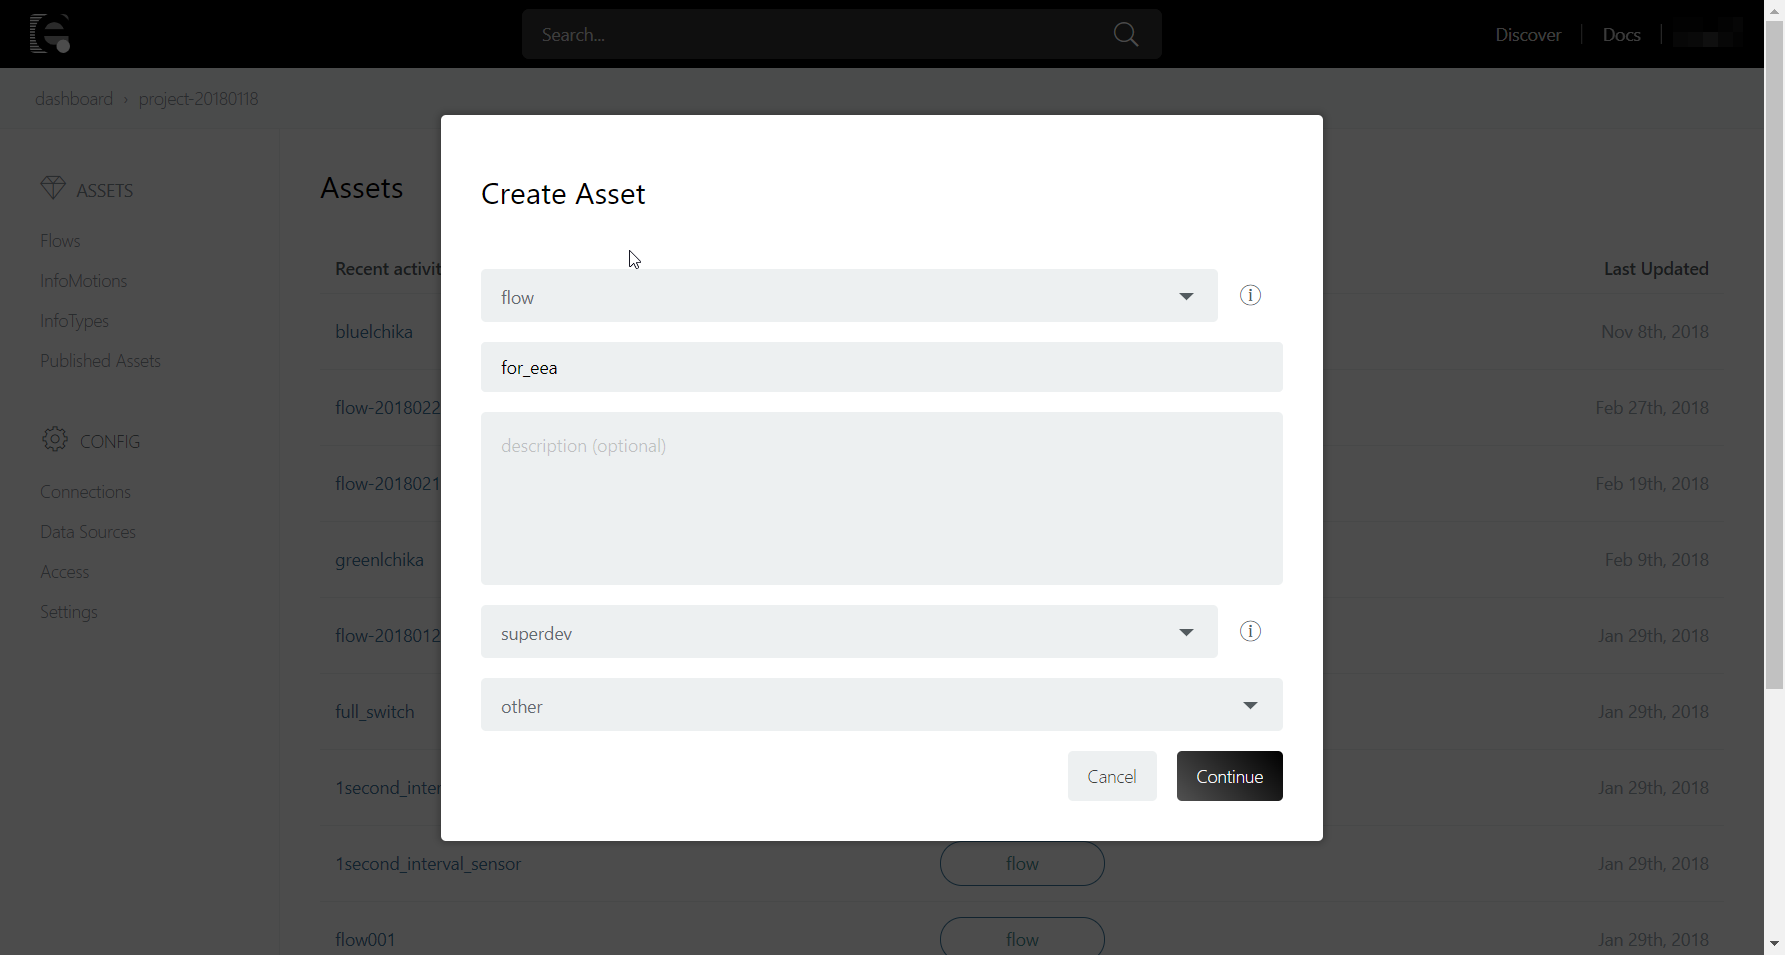 Search...
Discover
Docs
dashboard › project-20180118
ASSETS
Flows
InfoMotions
InfoTypes
Published Assets
CONFIG
Connections
Data Sources
Access
Settings
Assets
Recent activit
Last Updated
bluelchika
Nov 8th, 2018
flow-2018022
Feb 27th, 2018
flow-2018021
Feb 19th, 2018
greenlchika
Feb 9th, 2018
flow-2018012
Jan 29th, 2018
full_switch
Jan 29th, 2018
1second_inter
Jan 29th, 2018
1second_interval_sensor
flow
Jan 29th, 2018
flow001
flow
Jan 29th, 2018
Create Asset
flow
for_eea
description (optional)
superdev
other
Cancel
Continue